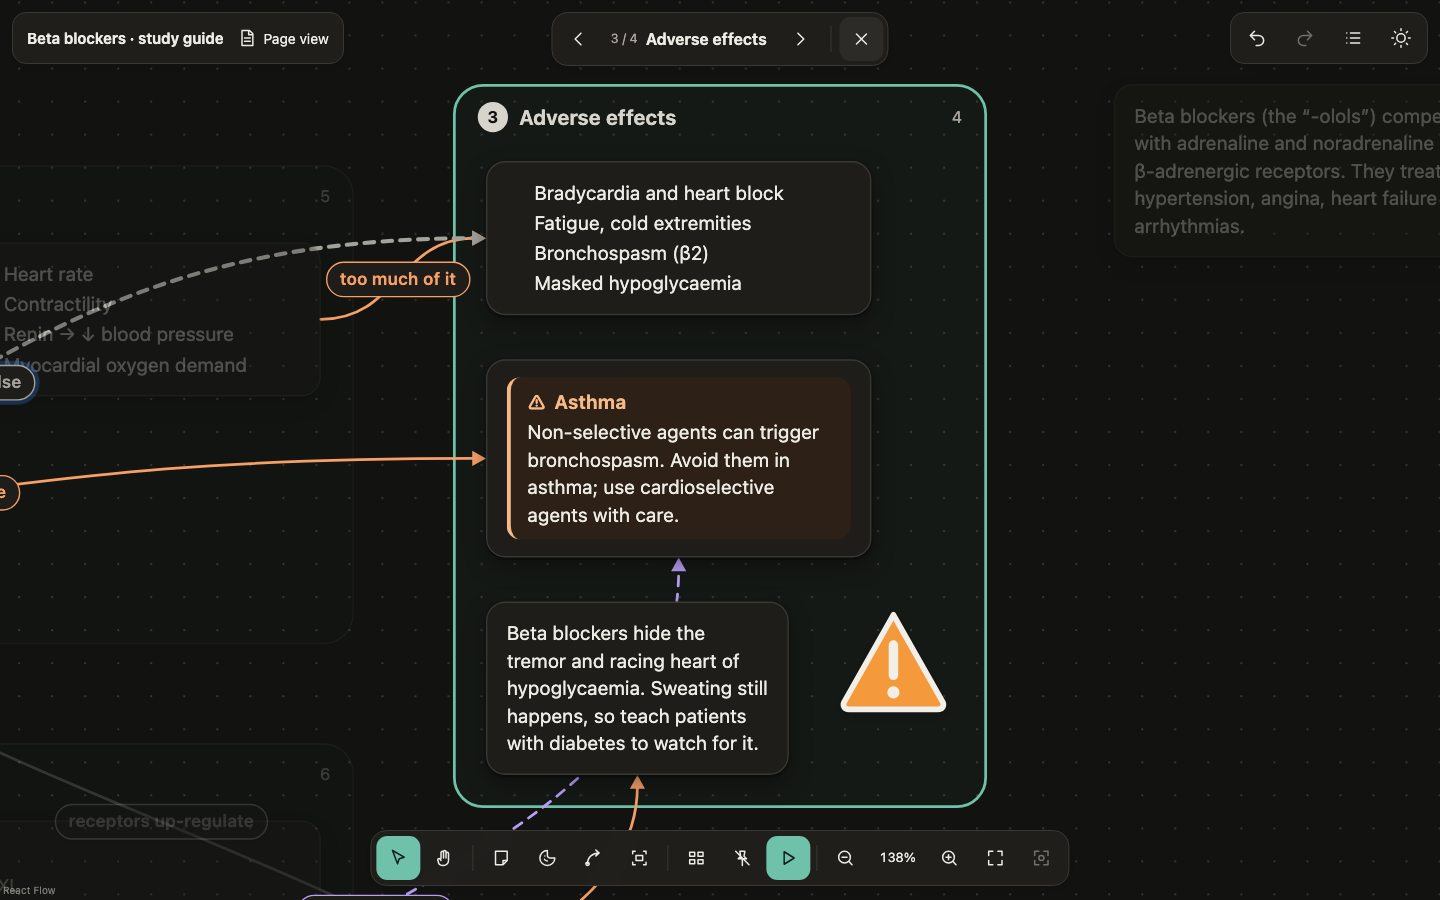 Beta blockers · study guide
Page view
3 / 4 Adverse effects
3 Adverse effects 4
Bradycardia and heart block
Fatigue, cold extremities
Bronchospasm (β2)
Masked hypoglycaemia
too much of it
5
Heart rate
Contractility
Renin → ↓ blood pressure
Myocardial oxygen demand
Asthma
Non-selective agents can trigger
bronchospasm. Avoid them in
asthma; use cardioselective
agents with care.
Beta blockers hide the
tremor and racing heart of
hypoglycaemia. Sweating still
happens, so teach patients
with diabetes to watch for it.
Beta blockers (the “-olols”)
with adrenaline and noradrenaline
β-adrenergic receptors. They treat
hypertension, angina, heart failure
arrhythmias.
6
receptors up-regulate
138%
React Flow